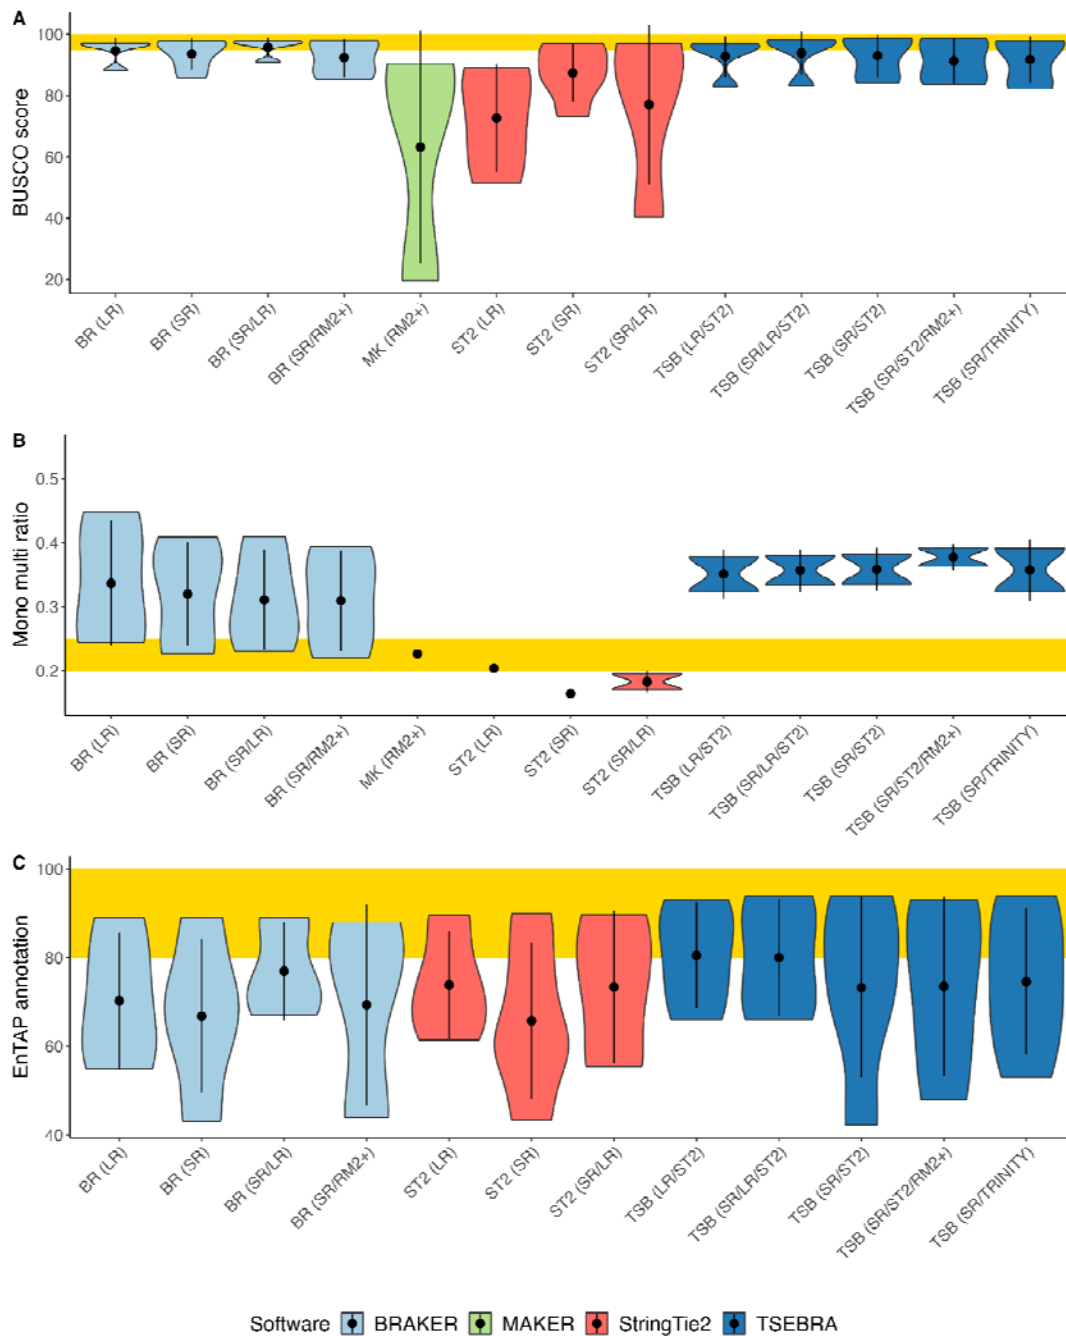 A
BUSCO score
100
80
60
40
20
BR (LR)
BR (SR)
BR (SR/LR)
BR (SR/RM2+)
MK (RM2+)
ST2 (LR)
ST2 (SR)
ST2 (SR/LR)
TSB (LR/ST2)
TSB (SR/LR/ST2)
TSB (SR/ST2)
TSB (SR/ST2/RM2+)
TSB (SR/TRINITY)
B
Mono multi ratio
0.5
0.4
0.3
0.2
BR (LR)
BR (SR)
BR (SR/LR)
BR (SR/RM2+)
MK (RM2+)
ST2 (LR)
ST2 (SR)
ST2 (SR/LR)
TSB (LR/ST2)
TSB (SR/LR/ST2)
TSB (SR/ST2)
TSB (SR/ST2/RM2+)
TSB (SR/TRINITY)
C
EnTAP annotation
100
80
60
40
BR (LR)
BR (SR)
BR (SR/LR)
BR (SR/RM2+)
ST2 (LR)
ST2 (SR)
ST2 (SR/LR)
TSB (LR/ST2)
TSB (SR/LR/ST2)
TSB (SR/ST2)
TSB (SR/ST2/RM2+)
TSB (SR/TRINITY)
Software BRAKER MAKER StringTie2 TSEBRA